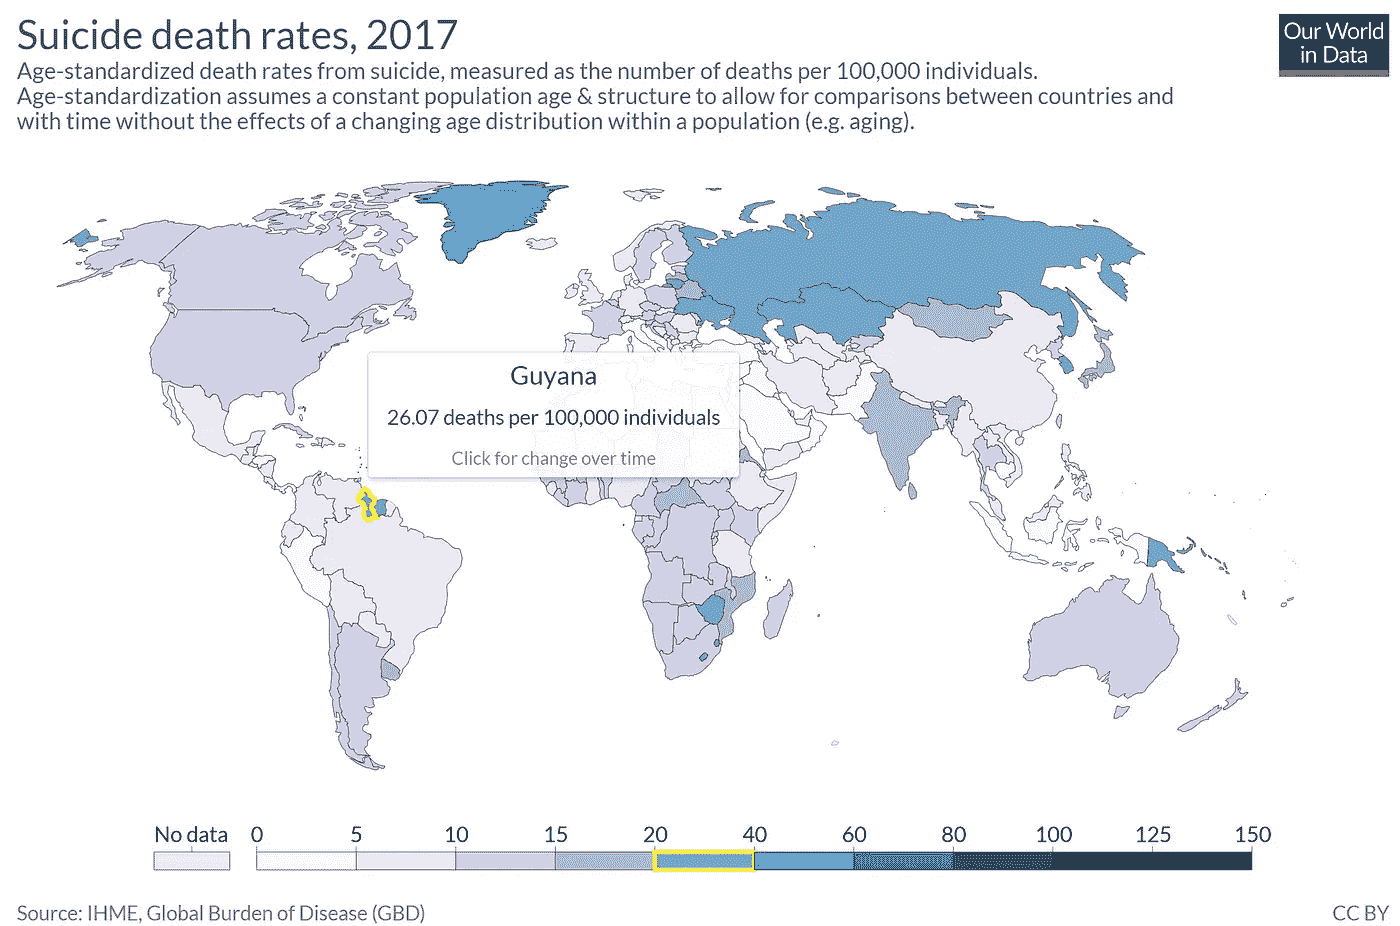 Suicide death rates, 2017
Our World
in Data
Age-standardized death rates from suicide, measured as the number of deaths per 100,000 individuals.
Age-standardization assumes a constant population age & structure to allow for comparisons between countries and
with time without the effects of a changing age distribution within a population (e.g. aging).
Guyana
26.07 deaths per 100,000 individuals
Click for change over time
No data 0 5 10 15 20 40 60 80 100 125 150
Source: IHME, Global Burden of Disease (GBD)
CC BY